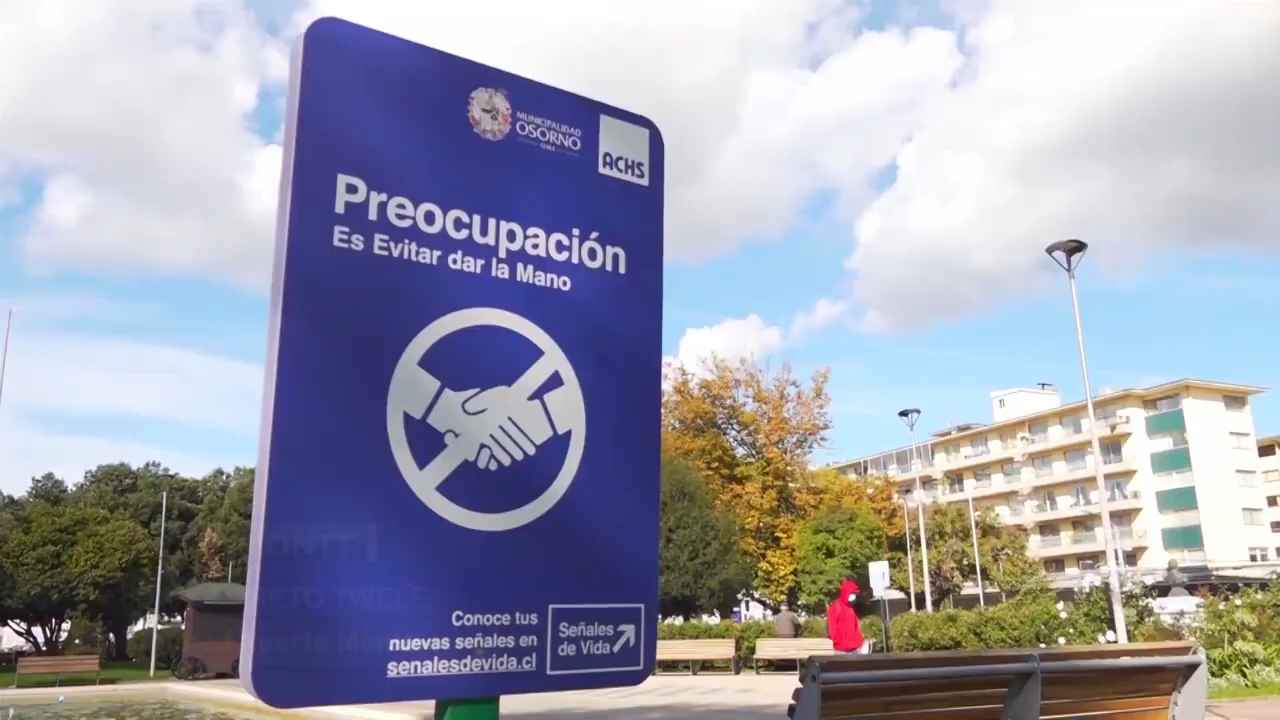 MUNICIPALIDAD
OSORNO
CHILE
ACHS
Preocupación
Es Evitar dar la Mano
Conoce tus
nuevas señales en
senalesdevida.cl
Señales
de Vida